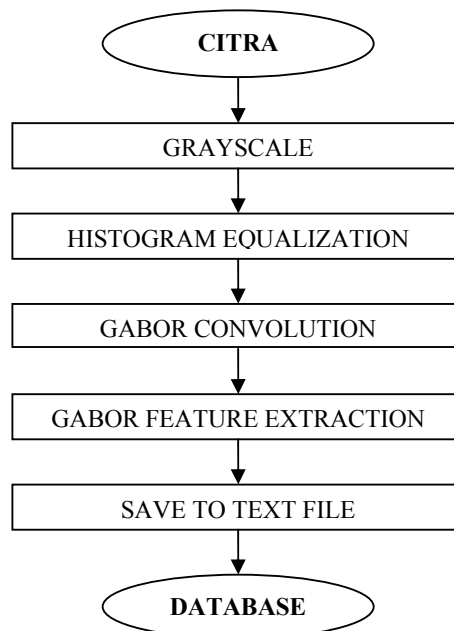 CITRA
GRAYSCALE
HISTOGRAM EQUALIZATION
GABOR CONVOLUTION
GABOR FEATURE EXTRACTION
SAVE TO TEXT FILE
DATABASE